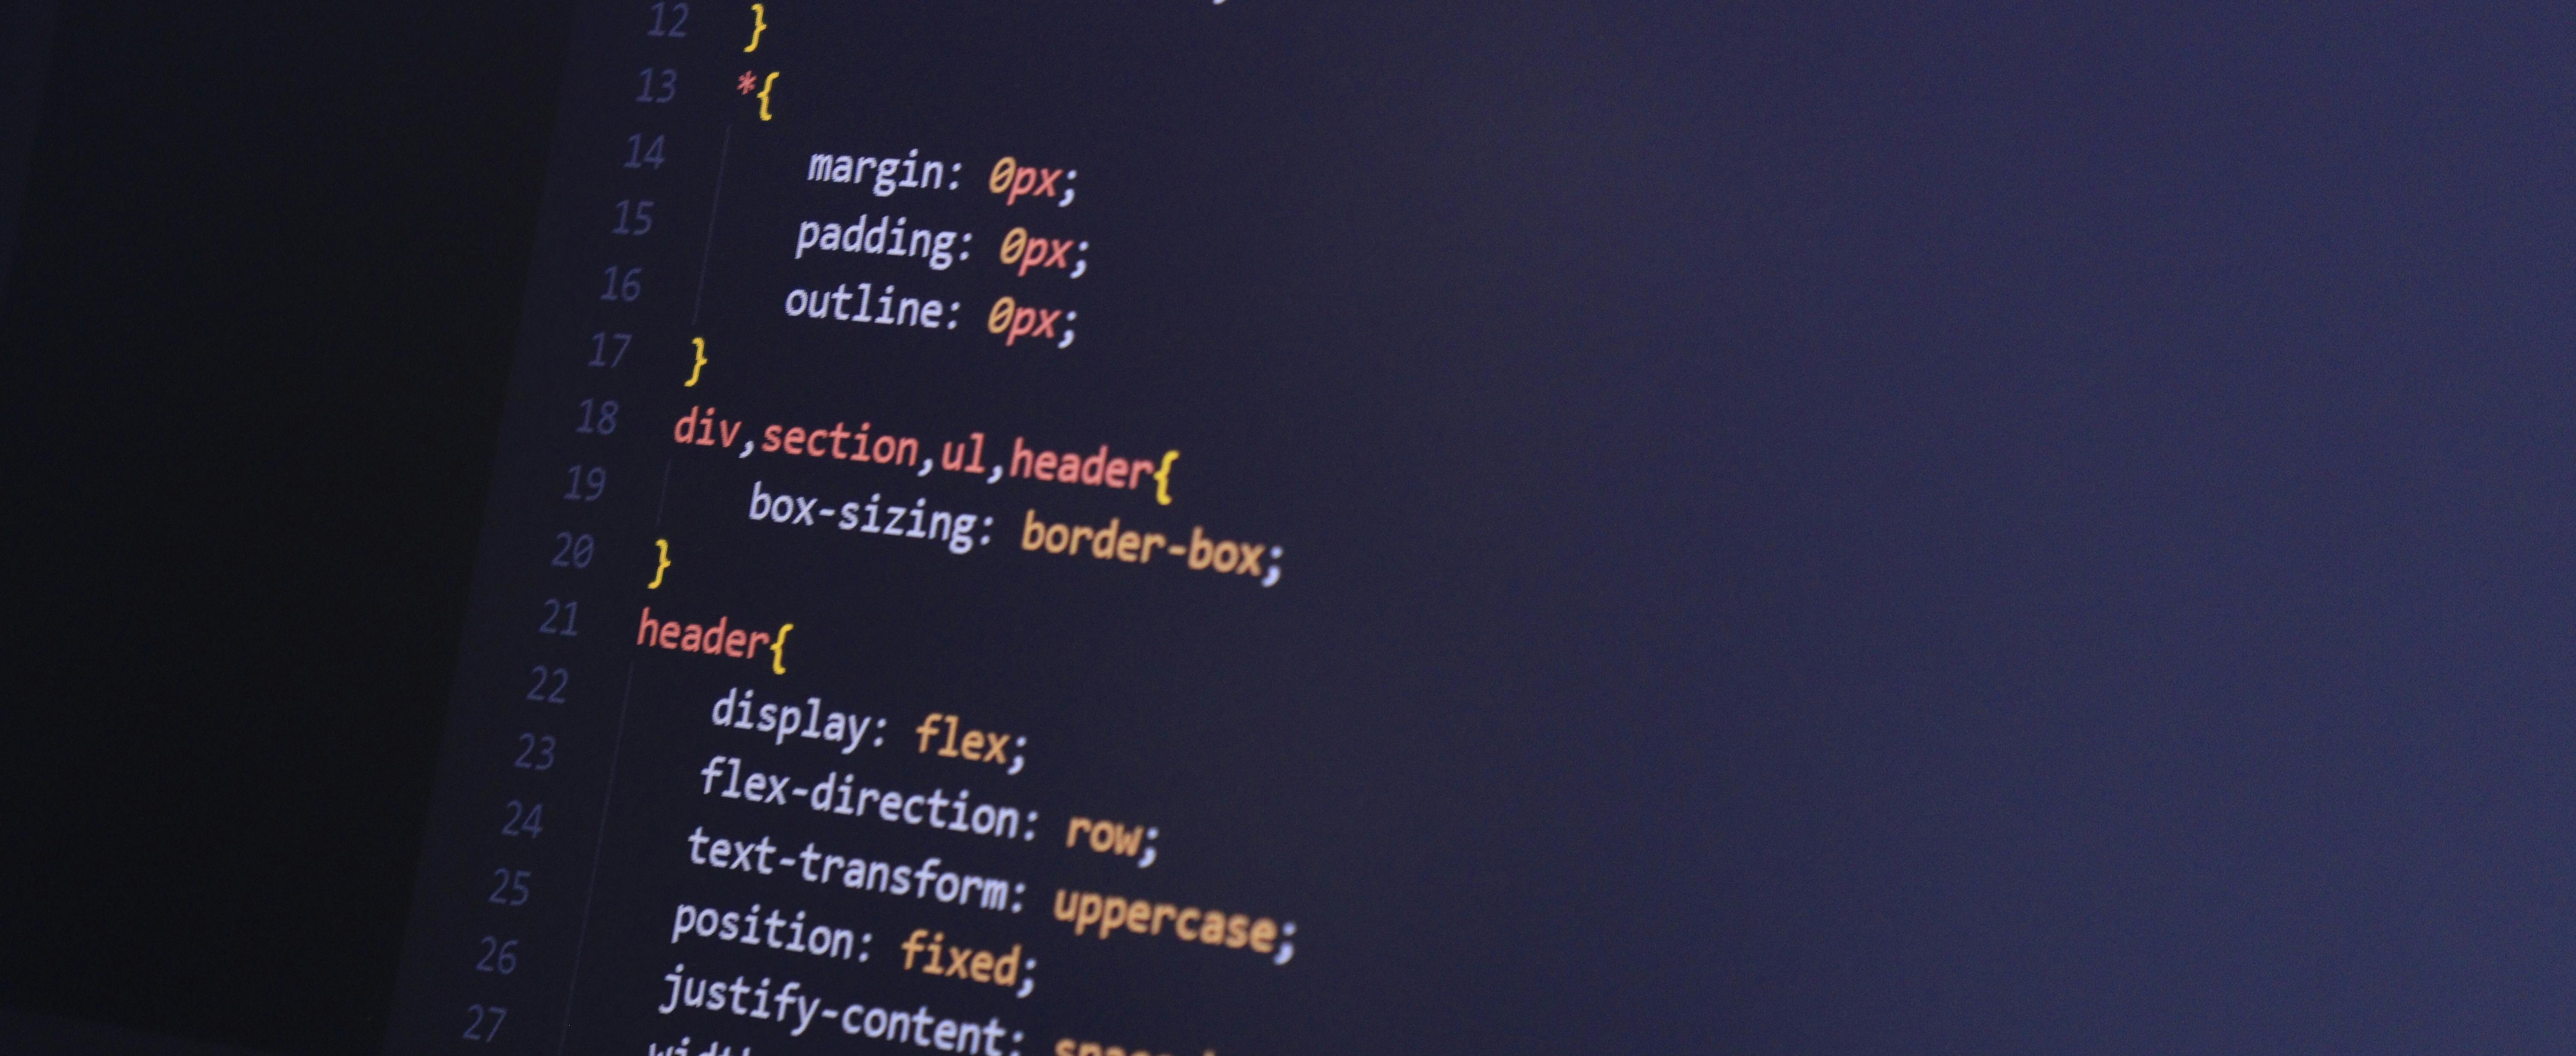 12 }
13 *{
14 margin: 0px;
15 padding: 0px;
16 outline: 0px;
17 }
18 div,section,ul,header{
19 box-sizing: border-box;
20 }
21 header{
22 display: flex;
23 flex-direction: row;
24 text-transform: uppercase;
25 position: fixed;
26 justify-content:
27